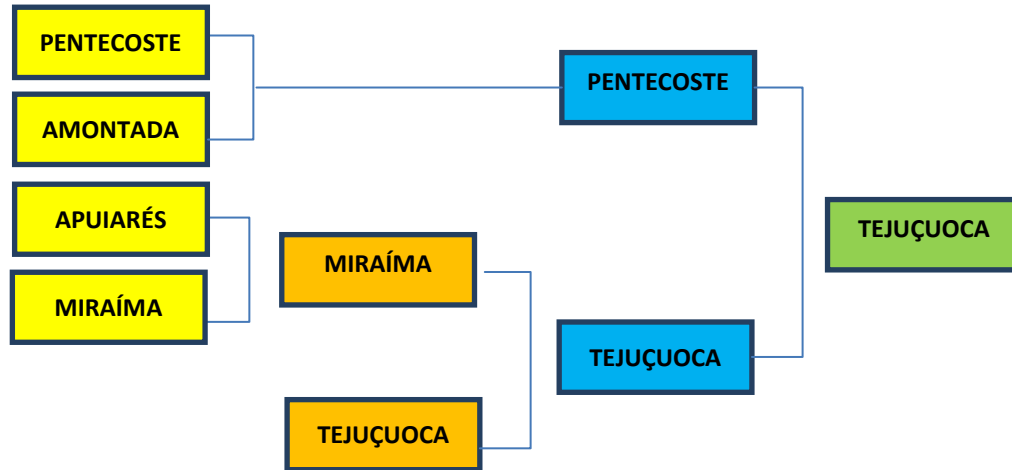 PENTECOSTE
AMONTADA
APUIARÉS
MIRAÍMA
MIRAÍMA
TEJUÇUOCA
PENTECOSTE
TEJUÇUOCA
TEJUÇUOCA